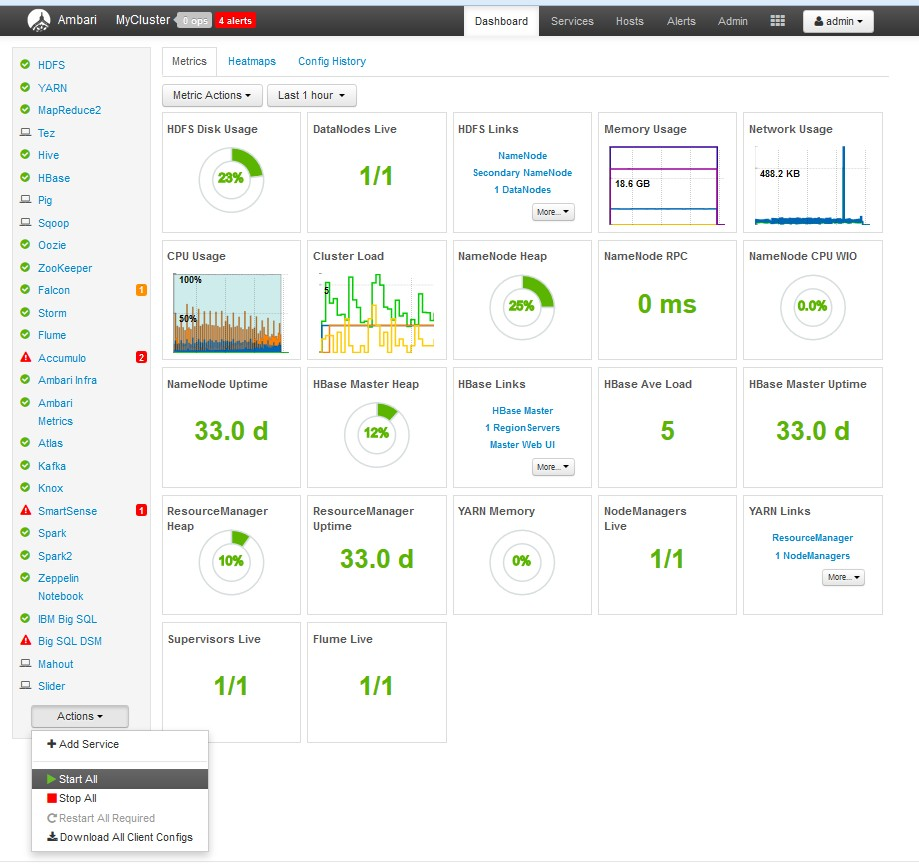 Ambari MyCluster 0 ops 4 alerts Dashboard Services Hosts Alerts Admin admin
HDFS
YARN
MapReduce2
Tez
Hive
HBase
Pig
Sqoop
Oozie
ZooKeeper
Falcon 1
Storm
Flume
Accumulo 2
Ambari Infra
Ambari
Metrics
Atlas
Kafka
Knox
SmartSense 1
Spark
Spark2
Zeppelin
Notebook
IBM Big SQL
Big SQL DSM
Mahout
Slider
Actions
Add Service
Start All
Stop All
Restart All Required
Download All Client Configs
Metrics Heatmaps Config History
Metric Actions Last 1 hour
HDFS Disk Usage
23%
DataNodes Live
1/1
HDFS Links
NameNode
Secondary NameNode
1 DataNodes
More...
Memory Usage
18.6 GB
Network Usage
488.2 KB
CPU Usage
100%
50%
Cluster Load
5
NameNode Heap
25%
NameNode RPC
0 ms
NameNode CPU WIO
0.0%
NameNode Uptime
33.0 d
HBase Master Heap
12%
HBase Links
HBase Master
1 RegionServers
Master Web UI
More...
HBase Ave Load
5
HBase Master Uptime
33.0 d
ResourceManager
Heap
10%
ResourceManager
Uptime
33.0 d
YARN Memory
0%
NodeManagers
Live
1/1
YARN Links
ResourceManager
1 NodeManagers
More...
Supervisors Live
1/1
Flume Live
1/1